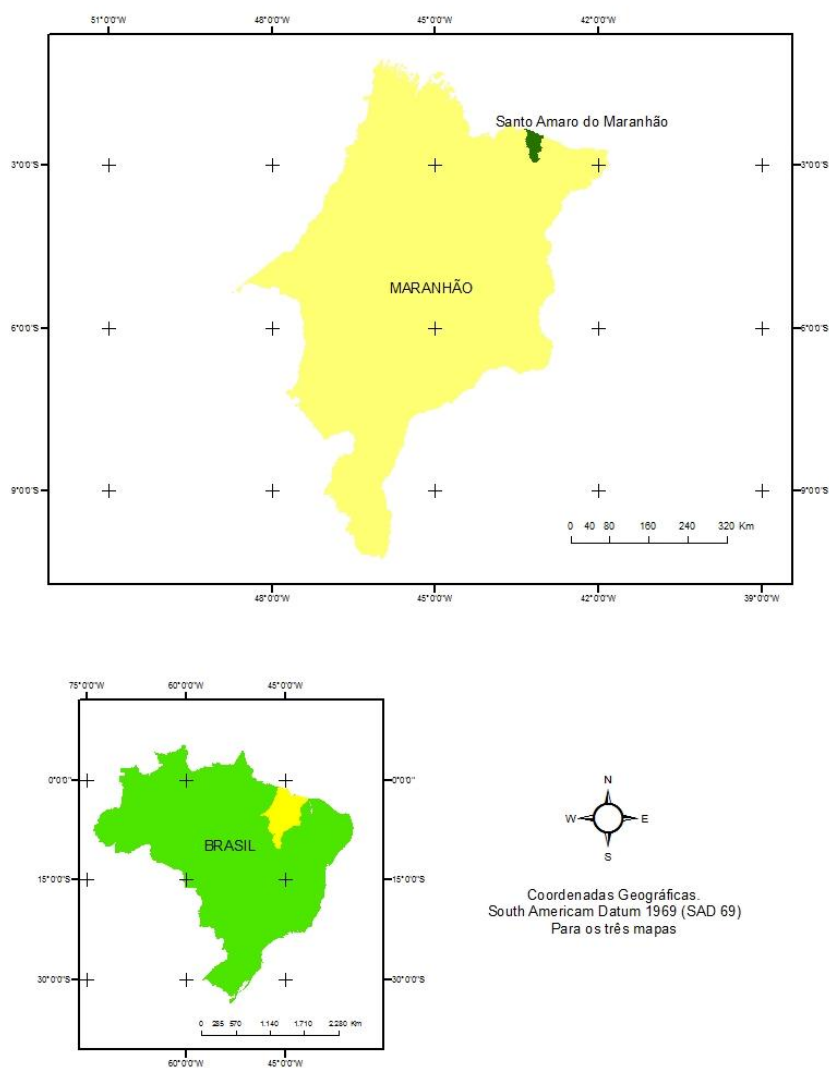 51°0'0"W 48°0'0"W 45°0'0"W 42°0'0"W
Santo Amaro do Maranhão
3°0'0"S 3°0'0"S
MARANHÃO
6°0'0"S 6°0'0"S
9°0'0"S 9°0'0"S
0 40 80 160 240 320 Km
48°0'0"W 45°0'0"W 42°0'0"W 39°0'0"W
75°0'0"W 60°0'0"W 45°0'0"W
0°0'0" 0°0'0"
BRASIL
15°0'0"S 15°0'0"S
30°0'0"S 30°0'0"S
0 285 570 1.140 1.710 2.280 Km
60°0'0"W 45°0'0"W
N
W E
S
Coordenadas Geográficas.
South Americam Datum 1969 (SAD 69)
Para os três mapas